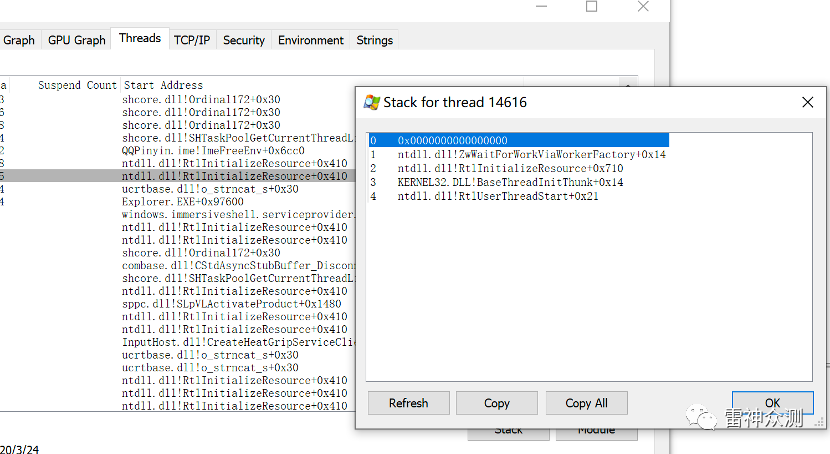 Graph GPU Graph Threads TCP/IP Security Environment Strings
a Suspend Count Start Address
3 shcore.dll!Ordinal172+0x30
6 shcore.dll!Ordinal172+0x30
8 shcore.dll!Ordinal172+0x30
4 shcore.dll!SHTaskPoolGetCurrentThreadL
2 QQPinyin.ime!ImeFreeEnv+0x6cc0
8 ntdll.dll!RtlInitializeResource+0x410
5 ntdll.dll!RtlInitializeResource+0x410
4 ucrtbase.dll!o_strncat_s+0x30
4 Explorer.EXE+0x97600
windows.immersiveshell.serviceprovider
ntdll.dll!RtlInitializeResource+0x410
ntdll.dll!RtlInitializeResource+0x410
shcore.dll!Ordinal172+0x30
combase.dll!CStdAsyncStubBuffer_Discon
shcore.dll!SHTaskPoolGetCurrentThreadL
ntdll.dll!RtlInitializeResource+0x410
sppc.dll!SLpVLActivateProduct+0x1480
ntdll.dll!RtlInitializeResource+0x410
ntdll.dll!RtlInitializeResource+0x410
InputHost.dll!CreateHeatGripServiceCli
ucrtbase.dll!o_strncat_s+0x30
ucrtbase.dll!o_strncat_s+0x30
ntdll.dll!RtlInitializeResource+0x410
ntdll.dll!RtlInitializeResource+0x410
ntdll.dll!RtlInitializeResource+0x410
Stack for thread 14616
0 0x0000000000000000
1 ntdll.dll!ZwWaitForWorkViaWorkerFactory+0x14
2 ntdll.dll!RtlInitializeResource+0x710
3 KERNEL32.DLL!BaseThreadInitThunk+0x14
4 ntdll.dll!RtlUserThreadStart+0x21
Refresh Copy Copy All OK
雷神众测
Stack Module
20/3/24